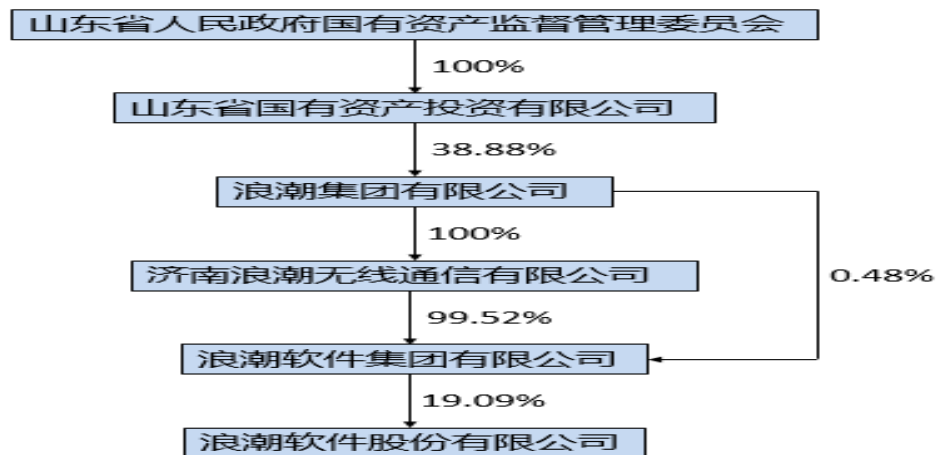 山东省人民政府国有资产监督管理委员会
100%
山东省国有资产投资有限公司
38.88%
浪潮集团有限公司
100%
济南浪潮无线通信有限公司
0.48%
99.52%
浪潮软件集团有限公司
19.09%
浪潮软件股份有限公司